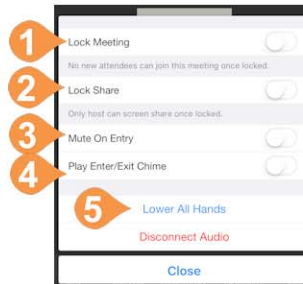 1
Lock Meeting
No new attendees can join this meeting once locked.
2
Lock Share
Only host can screen share once locked.
3
Mute On Entry
4
Play Enter/Exit Chime
5
Lower All Hands
Disconnect Audio
Close